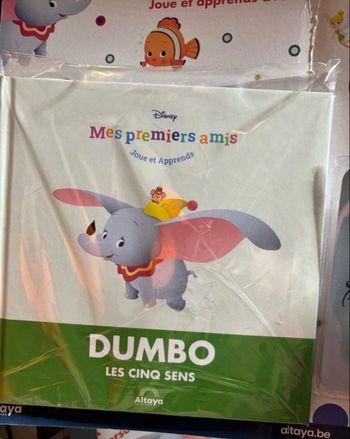 Joue et apprends
Disney
Mes premiers amis
Joue et Apprends
DUMBO
LES CINQ SENS
Altaya
altaya.be